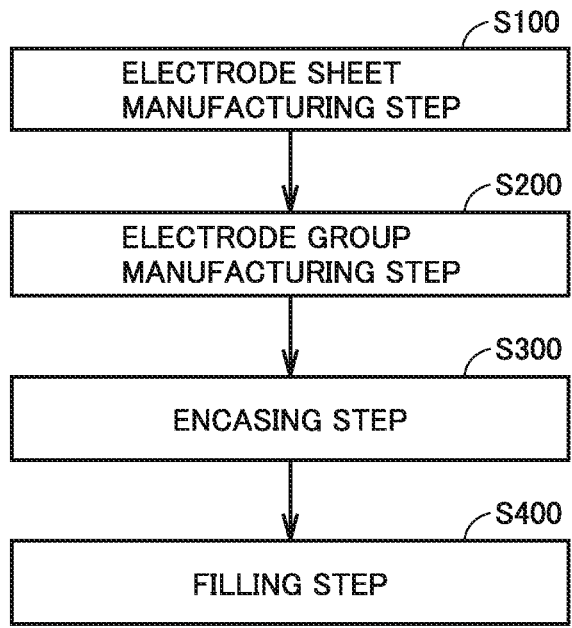 S100
ELECTRODE SHEET
MANUFACTURING STEP
S200
ELECTRODE GROUP
MANUFACTURING STEP
S300
ENCASING STEP
S400
FILLING STEP